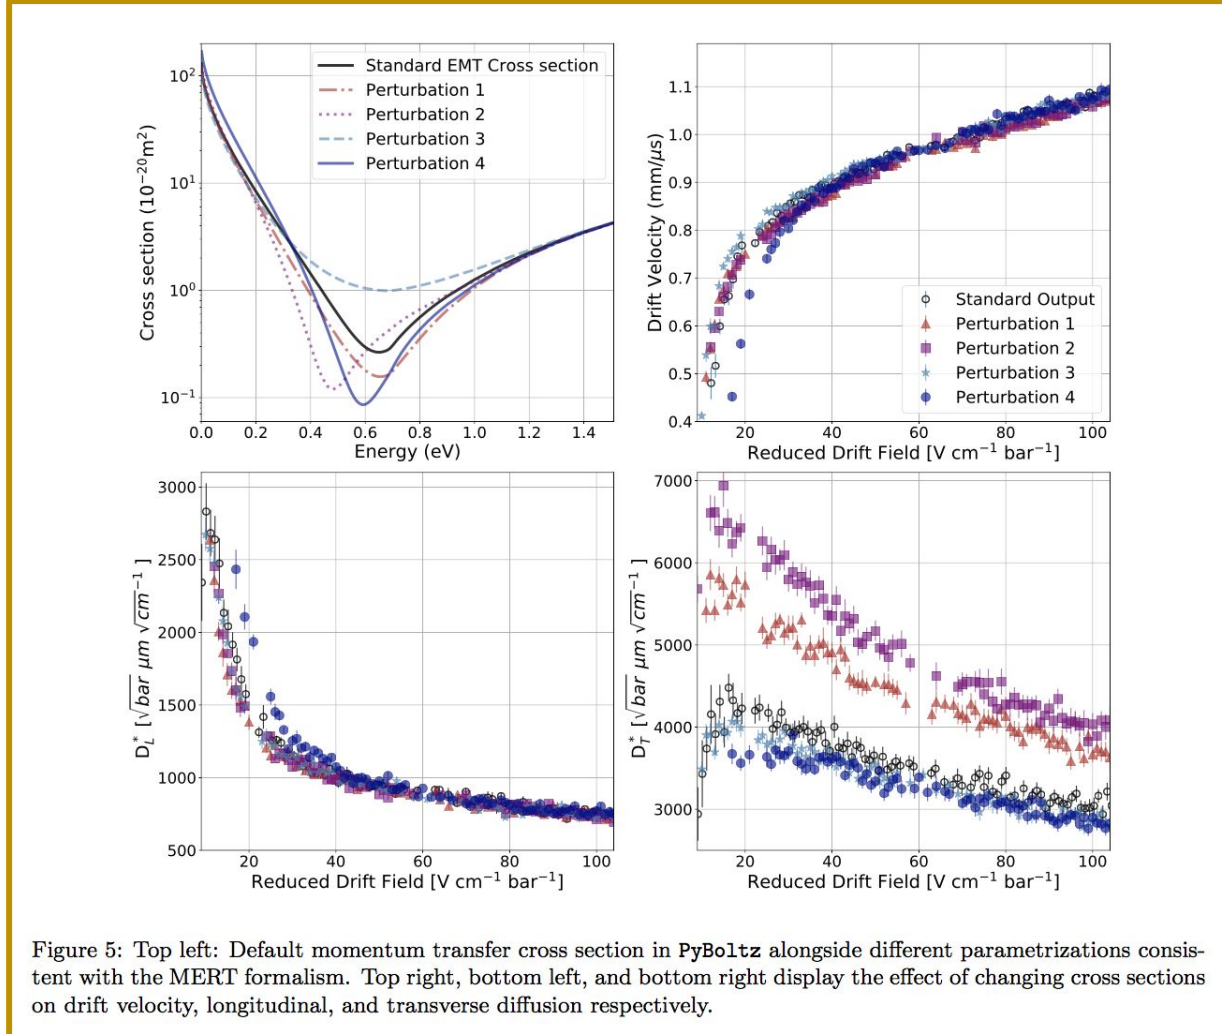 Standard EMT Cross section
Perturbation 1
Perturbation 2
Perturbation 3
Perturbation 4
Cross section (10⁻²⁰m²)
10²
10¹
10⁰
10⁻¹
0.0 0.2 0.4 0.6 0.8 1.0 1.2 1.4
Energy (eV)
Drift Velocity (mm/μs)
1.1
1.0
0.9
0.8
0.7
0.6
0.5
0.4
Standard Output
Perturbation 1
Perturbation 2
Perturbation 3
Perturbation 4
20 40 60 80 100
Reduced Drift Field [V cm⁻¹ bar⁻¹]
D_L* [√bar μm √cm⁻¹ ]
3000
2500
2000
1500
1000
500
20 40 60 80 100
Reduced Drift Field [V cm⁻¹ bar⁻¹]
D_T* [√bar μm √cm⁻¹ ]
7000
6000
5000
4000
3000
20 40 60 80 100
Reduced Drift Field [V cm⁻¹ bar⁻¹]
Figure 5: Top left: Default momentum transfer cross section in PyBoltz alongside different parametrizations consis-
tent with the MERT formalism. Top right, bottom left, and bottom right display the effect of changing cross sections
on drift velocity, longitudinal, and transverse diffusion respectively.